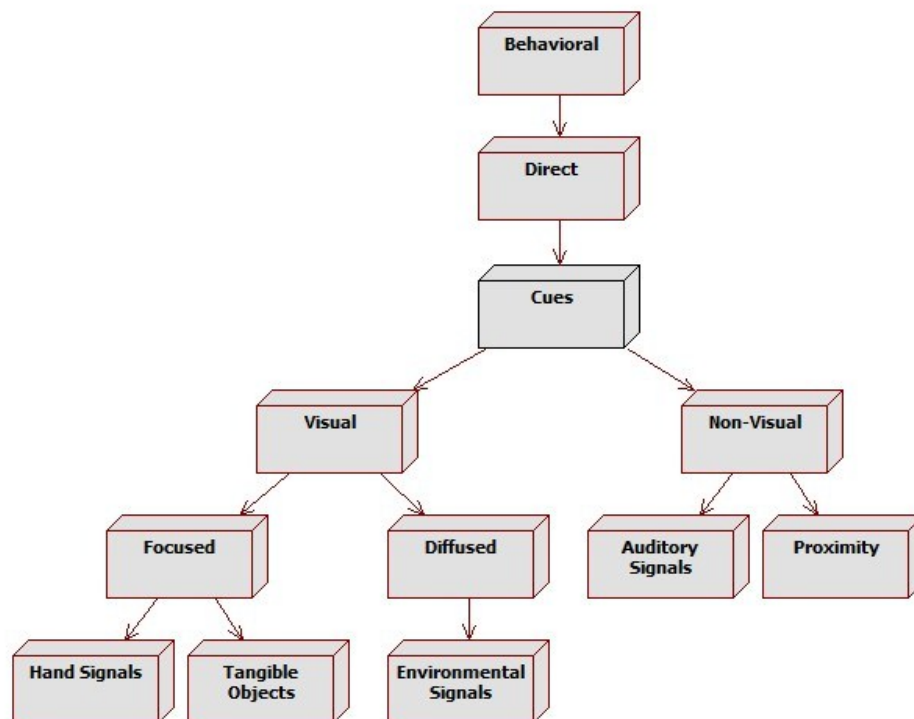 Behavioral
Direct
Cues
Visual
Non-Visual
Focused
Diffused
Auditory
Signals
Proximity
Hand Signals
Tangible
Objects
Environmental
Signals